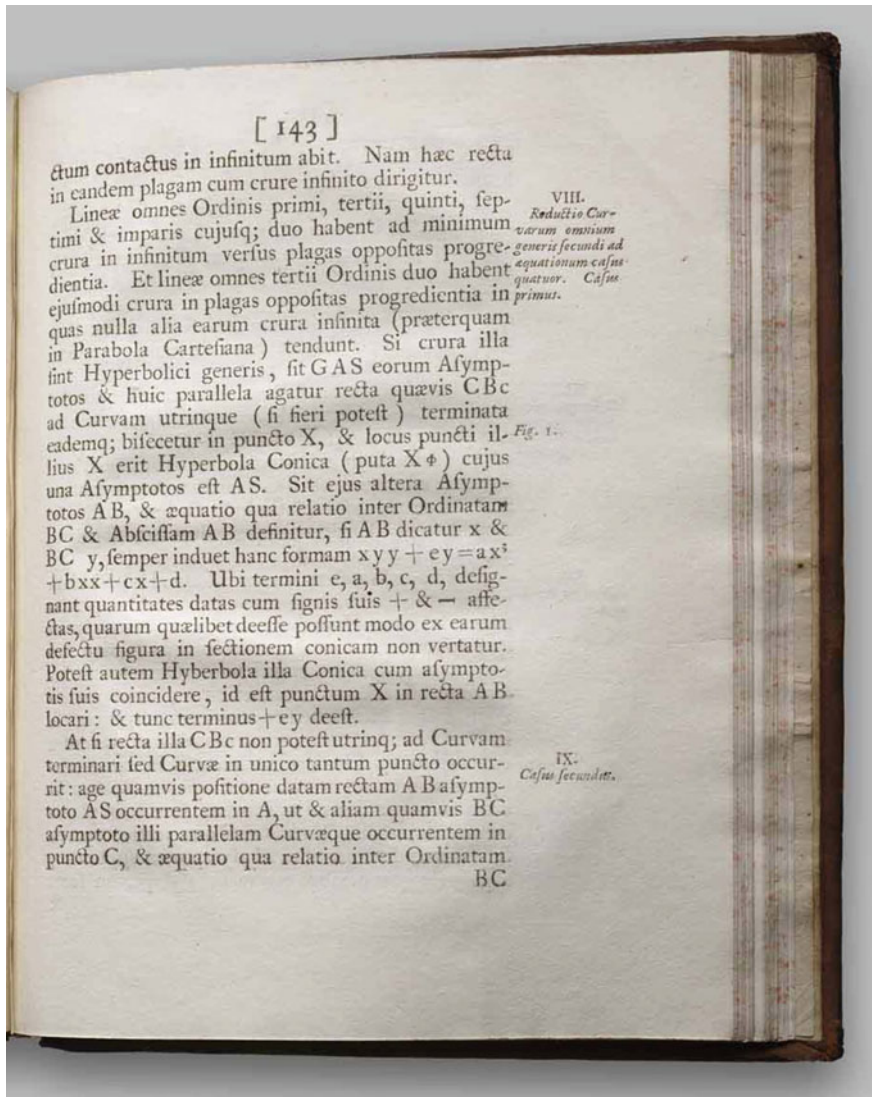 [ 143 ]
ctum contactus in infinitum abit. Nam hæc recta
in eandem plagam cum crure infinito dirigitur.
Lineæ omnes Ordinis primi, tertii, quinti, ſep-
timi & imparis cujuſq; duo habent ad minimum
crura in infinitum verſus plagas oppoſitas progre-
dientia. Et lineæ omnes tertii Ordinis duo habent
ejuſmodi crura in plagas oppoſitas progredientia in
quas nulla alia earum crura infinita (præterquam
in Parabola Carteſiana) tendunt. Si crura illa
ſint Hyperbolici generis, ſit GAS eorum Aſymp-
totos & huic parallela agatur recta quævis CBc
ad Curvam utrinque (ſi fieri poteſt) terminata
eademq; biſecetur in puncto X, & locus puncti il-
lius X erit Hyperbola Conica (puta XΦ) cujus
una Aſymptotos eſt AS. Sit ejus altera Aſymp-
totos AB, & æquatio qua relatio inter Ordinatam
BC & Abſciſſam AB definitur, ſi AB dicatur x &
BC y, ſemper induet hanc formam xyy + ey = ax³
+bxx+cx+d. Ubi termini e, a, b, c, d, deſig-
nant quantitates datas cum ſignis ſuis + & − affe-
ctas, quarum quælibet deeſſe poſſunt modo ex earum
defectu figura in ſectionem conicam non vertatur.
Poteſt autem Hyberbola illa Conica cum aſympto-
tis ſuis coincidere, id eſt punctum X in recta AB
locari: & tunc terminus+ey deeſt.
At ſi recta illa CBc non poteſt utrinq; ad Curvam
terminari ſed Curvæ in unico tantum puncto occur-
rit: age quamvis poſitione datam rectam AB aſymp-
toto AS occurrentem in A, ut & aliam quamvis BC
aſymptoto illi parallelam Curvæque occurrentem in
puncto C, & æquatio qua relatio inter Ordinatam
BC
VIII.
Reductio Cur-
varum omnium
generis ſecundi ad
æquationum caſus
quatuor. Caſus
primus.
Fig. 1.
IX.
Caſus ſecundus.